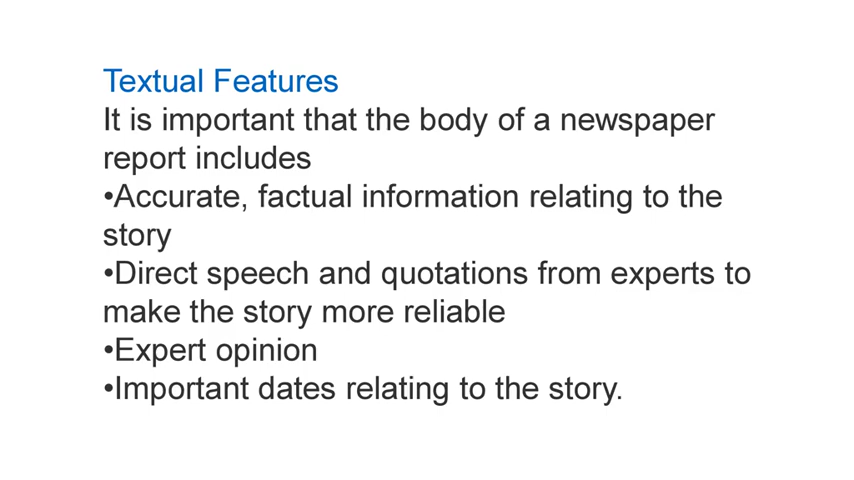 Textual Features
It is important that the body of a newspaper
report includes
•Accurate, factual information relating to the
story
•Direct speech and quotations from experts to
make the story more reliable
•Expert opinion
•Important dates relating to the story.